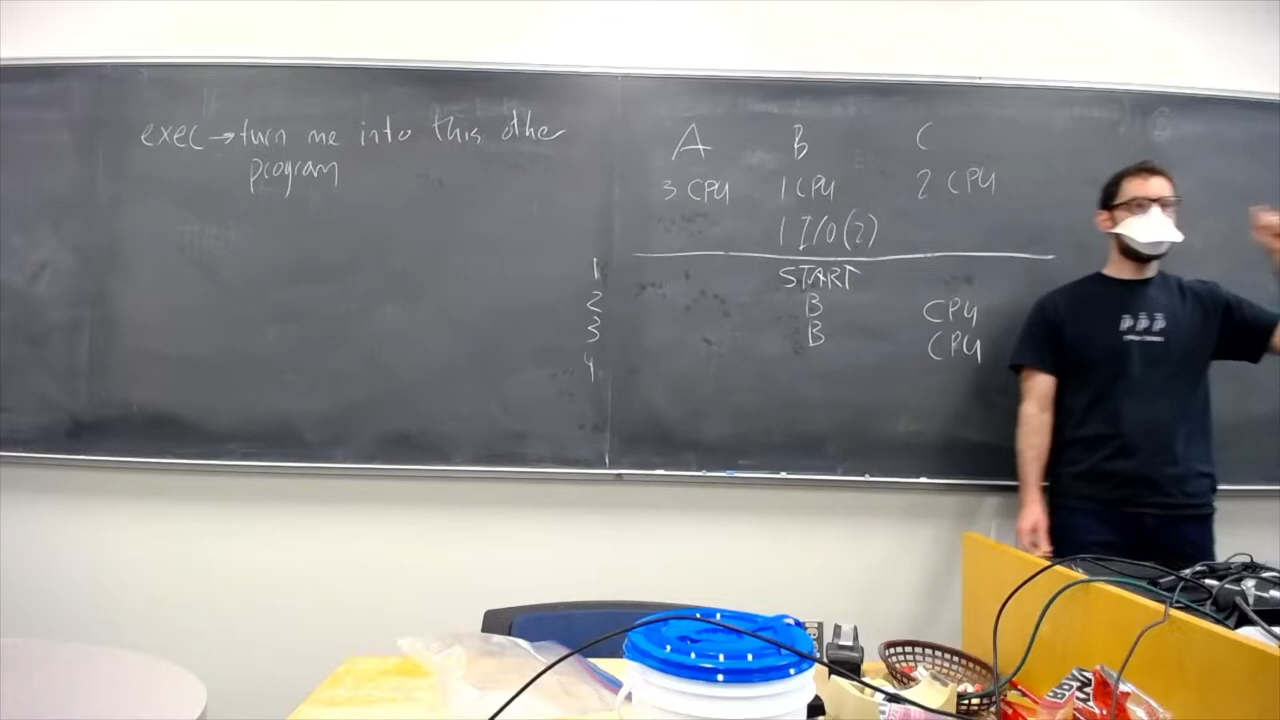 exec → turn me into this other
program
A B C
3 CPU 1 CPU 2 CPU
1 I/O (2)
1 START
2 B CPU
3 B CPU
4